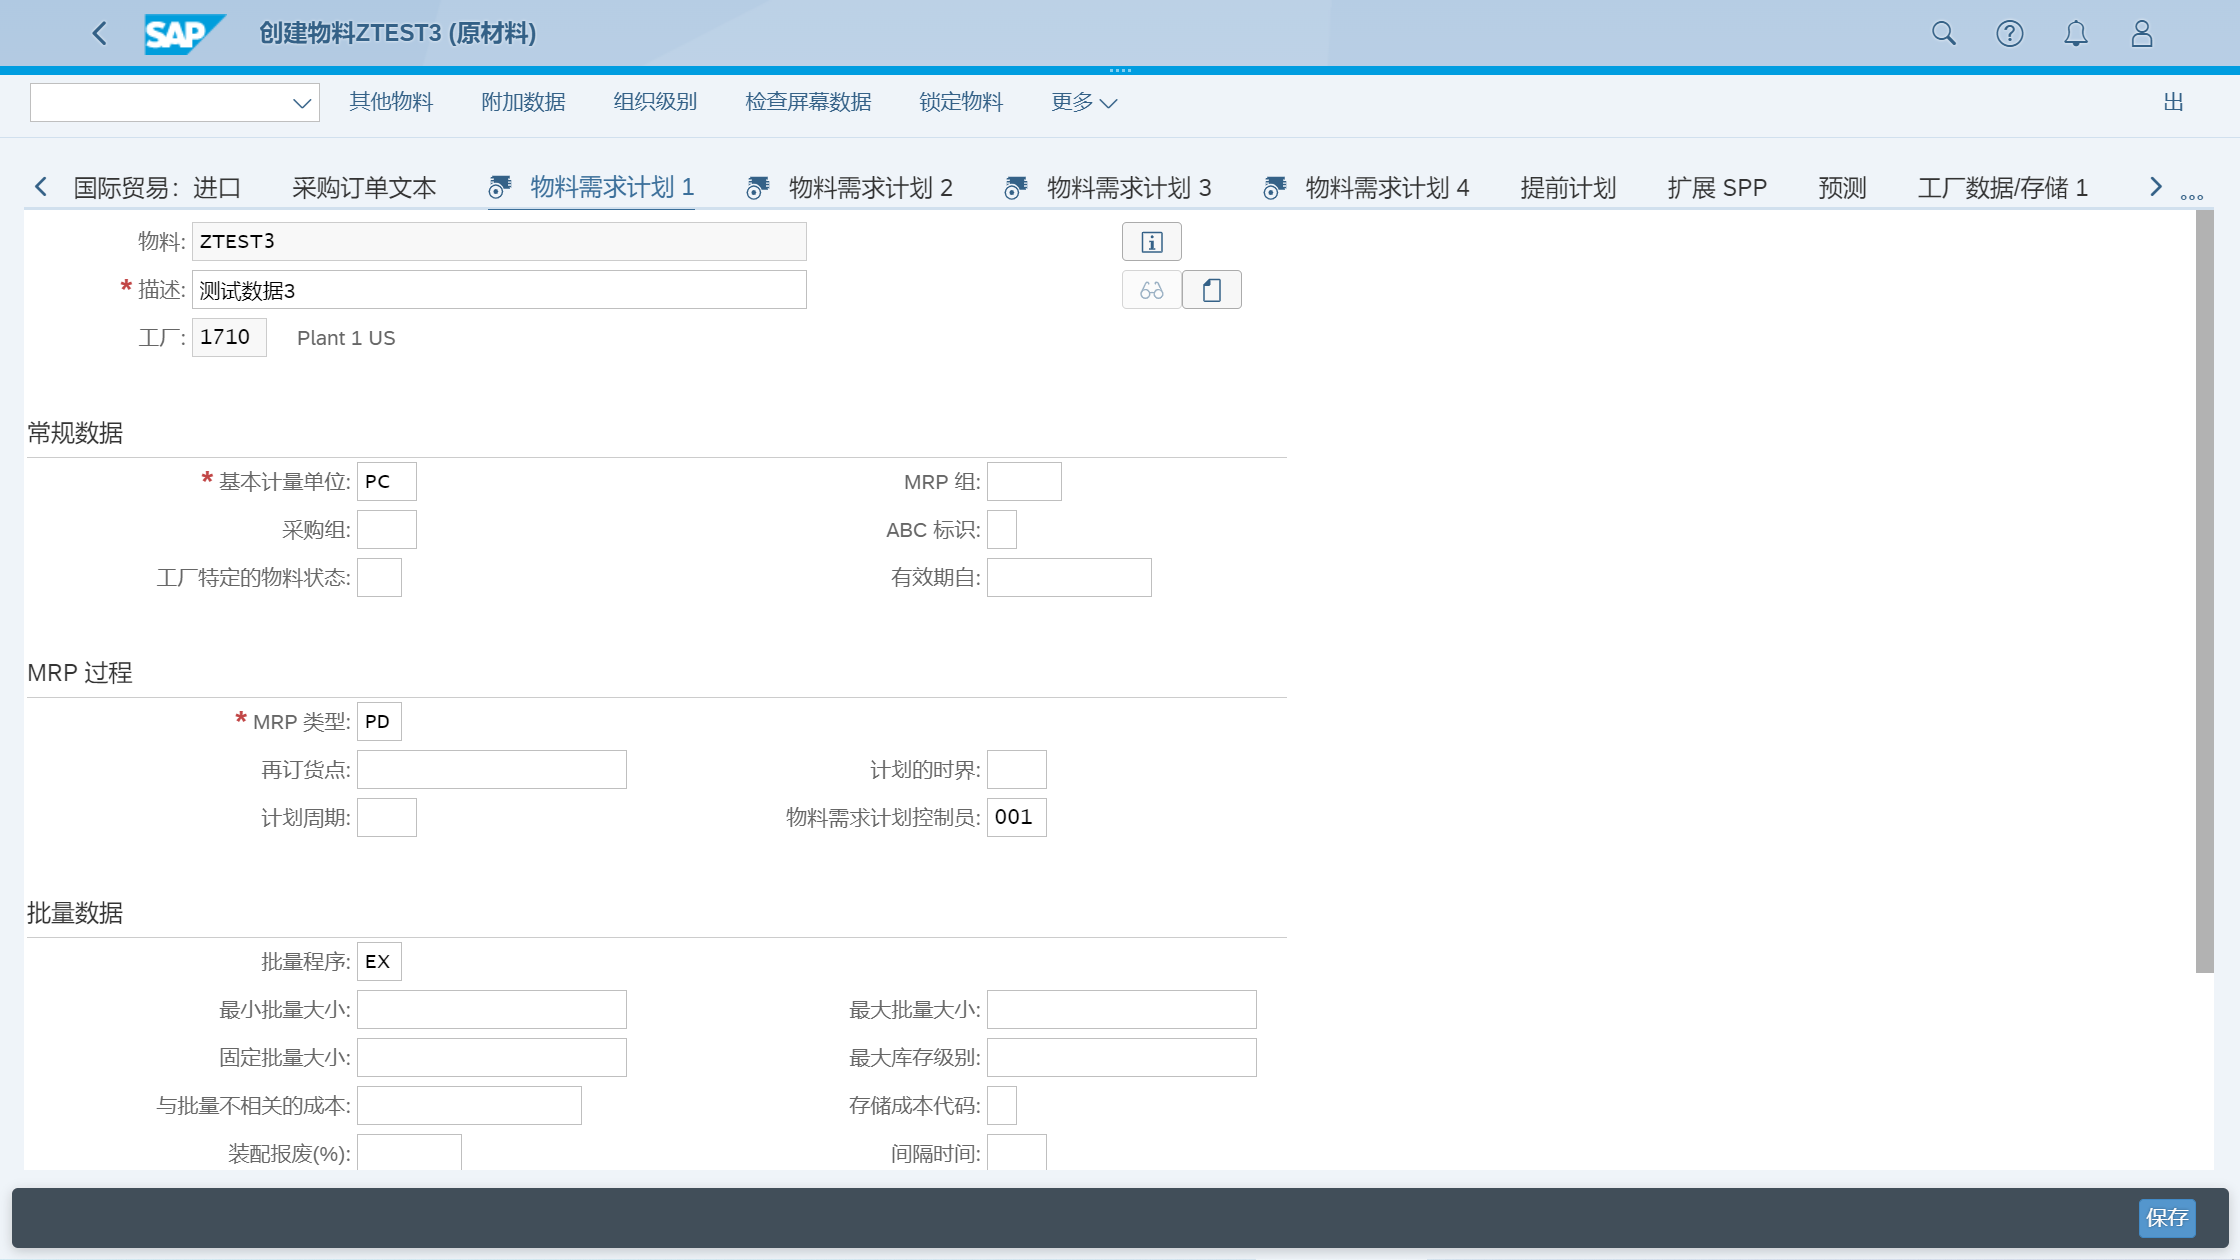 SAP 创建物料ZTEST3 (原材料)
其他物料 附加数据 组织级别 检查屏幕数据 锁定物料 更多 出
国际贸易：进口 采购订单文本 物料需求计划 1 物料需求计划 2 物料需求计划 3 物料需求计划 4 提前计划 扩展 SPP 预测 工厂数据/存储 1
物料: ZTEST3
* 描述: 测试数据3
工厂: 1710 Plant 1 US
常规数据
* 基本计量单位: PC MRP 组:
采购组: ABC 标识:
工厂特定的物料状态: 有效期自:
MRP 过程
* MRP 类型: PD
再订货点: 计划的时界:
计划周期: 物料需求计划控制员: 001
批量数据
批量程序: EX
最小批量大小: 最大批量大小:
固定批量大小: 最大库存级别:
与批量不相关的成本: 存储成本代码:
装配报废(%): 间隔时间:
保存